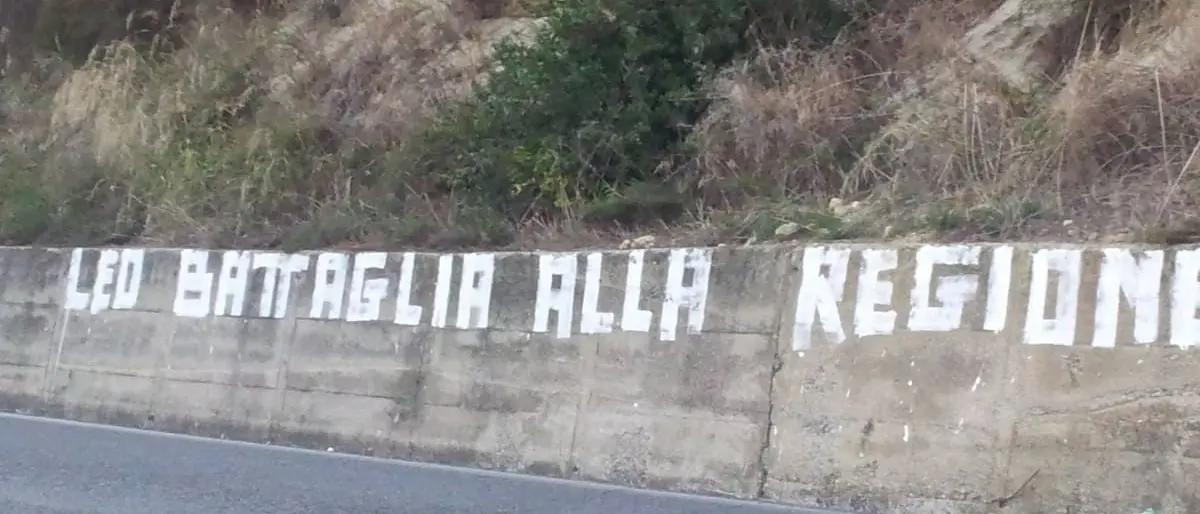 LEO BATTAGLIA ALLA REGIONE